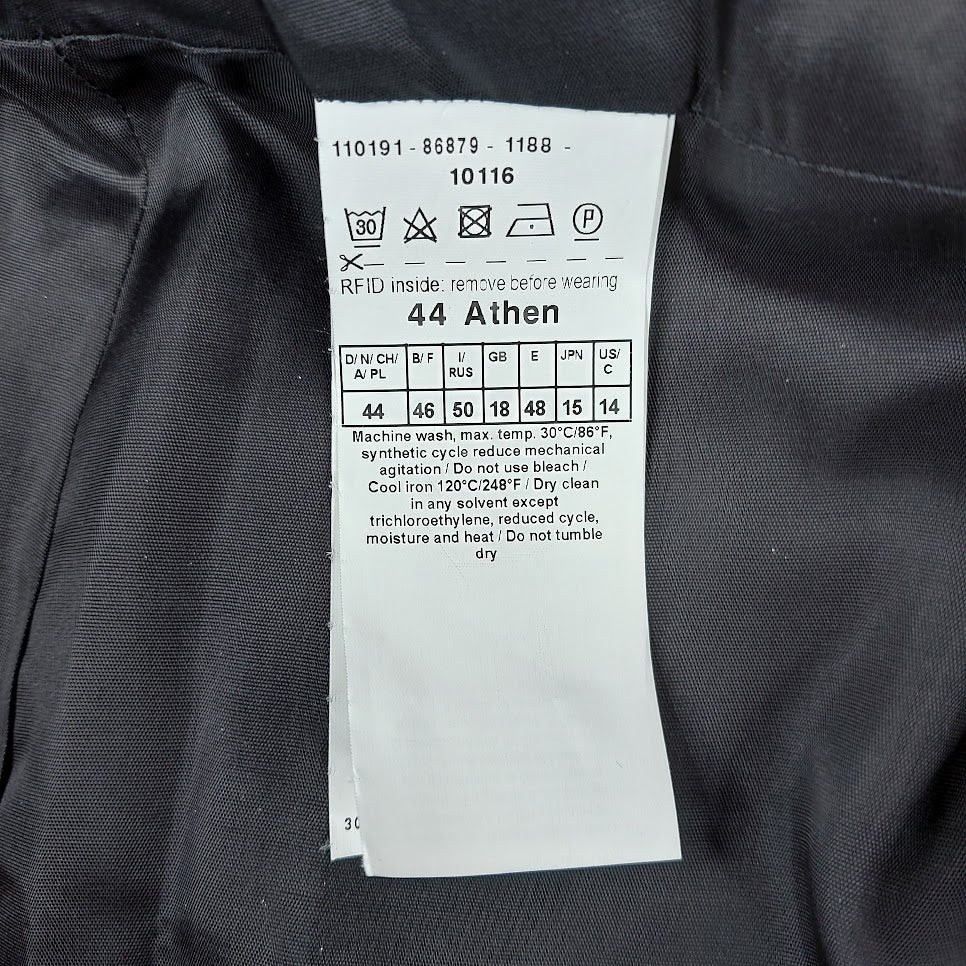 110191 - 86879 - 1188 -
10116
30
P
RFID inside: remove before wearing
44 Athen
D/ N/ CH/ A/ PL B/ F I/ RUS GB E JPN US/ C
44 46 50 18 48 15 14
Machine wash, max. temp. 30°C/86°F,
synthetic cycle reduce mechanical
agitation / Do not use bleach /
Cool iron 120°C/248°F / Dry clean
in any solvent except
trichloroethylene, reduced cycle,
moisture and heat / Do not tumble
dry